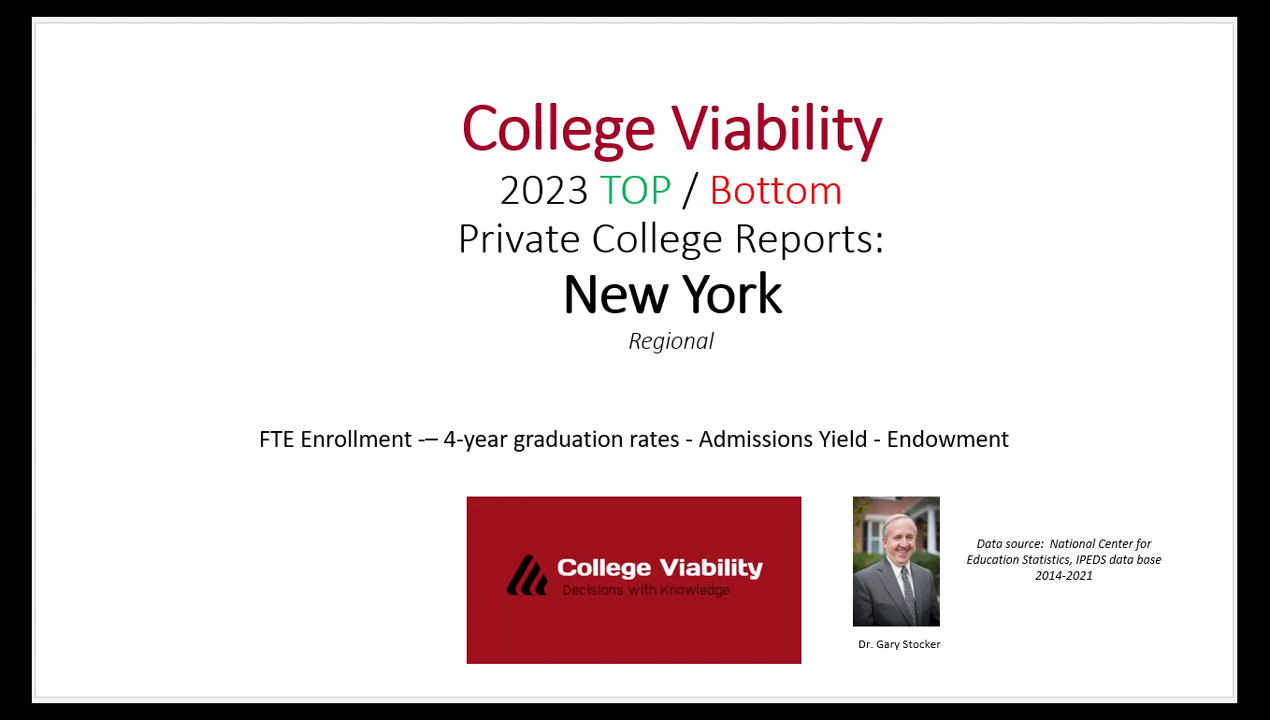 College Viability
2023 TOP / Bottom
Private College Reports:
New York
Regional
FTE Enrollment -– 4-year graduation rates - Admissions Yield - Endowment
College Viability
Decisions with Knowledge
Data source: National Center for
Education Statistics, IPEDS data base
2014-2021
Dr. Gary Stocker